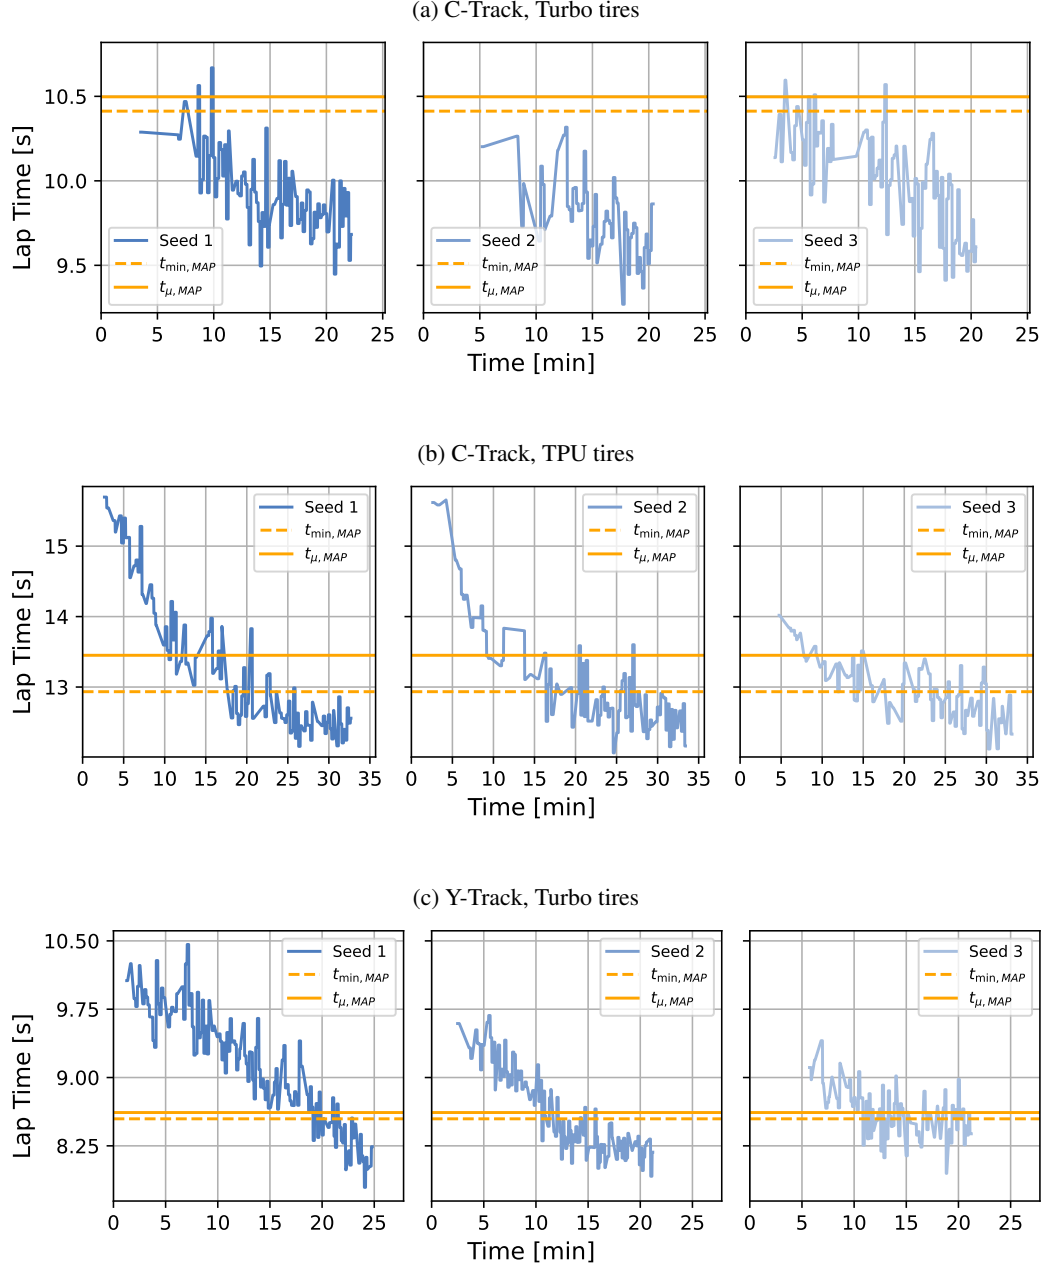 (a) C-Track, Turbo tires
Lap Time [s]
10.5
10.0
9.5
Seed 1
t_min, MAP
t_μ, MAP
Seed 2
t_min, MAP
t_μ, MAP
Seed 3
t_min, MAP
t_μ, MAP
0 5 10 15 20 25
0 5 10 15 20 25
0 5 10 15 20 25
Time [min]
(b) C-Track, TPU tires
Lap Time [s]
15
14
13
Seed 1
t_min, MAP
t_μ, MAP
Seed 2
t_min, MAP
t_μ, MAP
Seed 3
t_min, MAP
t_μ, MAP
0 5 10 15 20 25 30 35
0 5 10 15 20 25 30 35
0 5 10 15 20 25 30 35
Time [min]
(c) Y-Track, Turbo tires
Lap Time [s]
10.50
9.75
9.00
8.25
Seed 1
t_min, MAP
t_μ, MAP
Seed 2
t_min, MAP
t_μ, MAP
Seed 3
t_min, MAP
t_μ, MAP
0 5 10 15 20 25
0 5 10 15 20 25
0 5 10 15 20 25
Time [min]